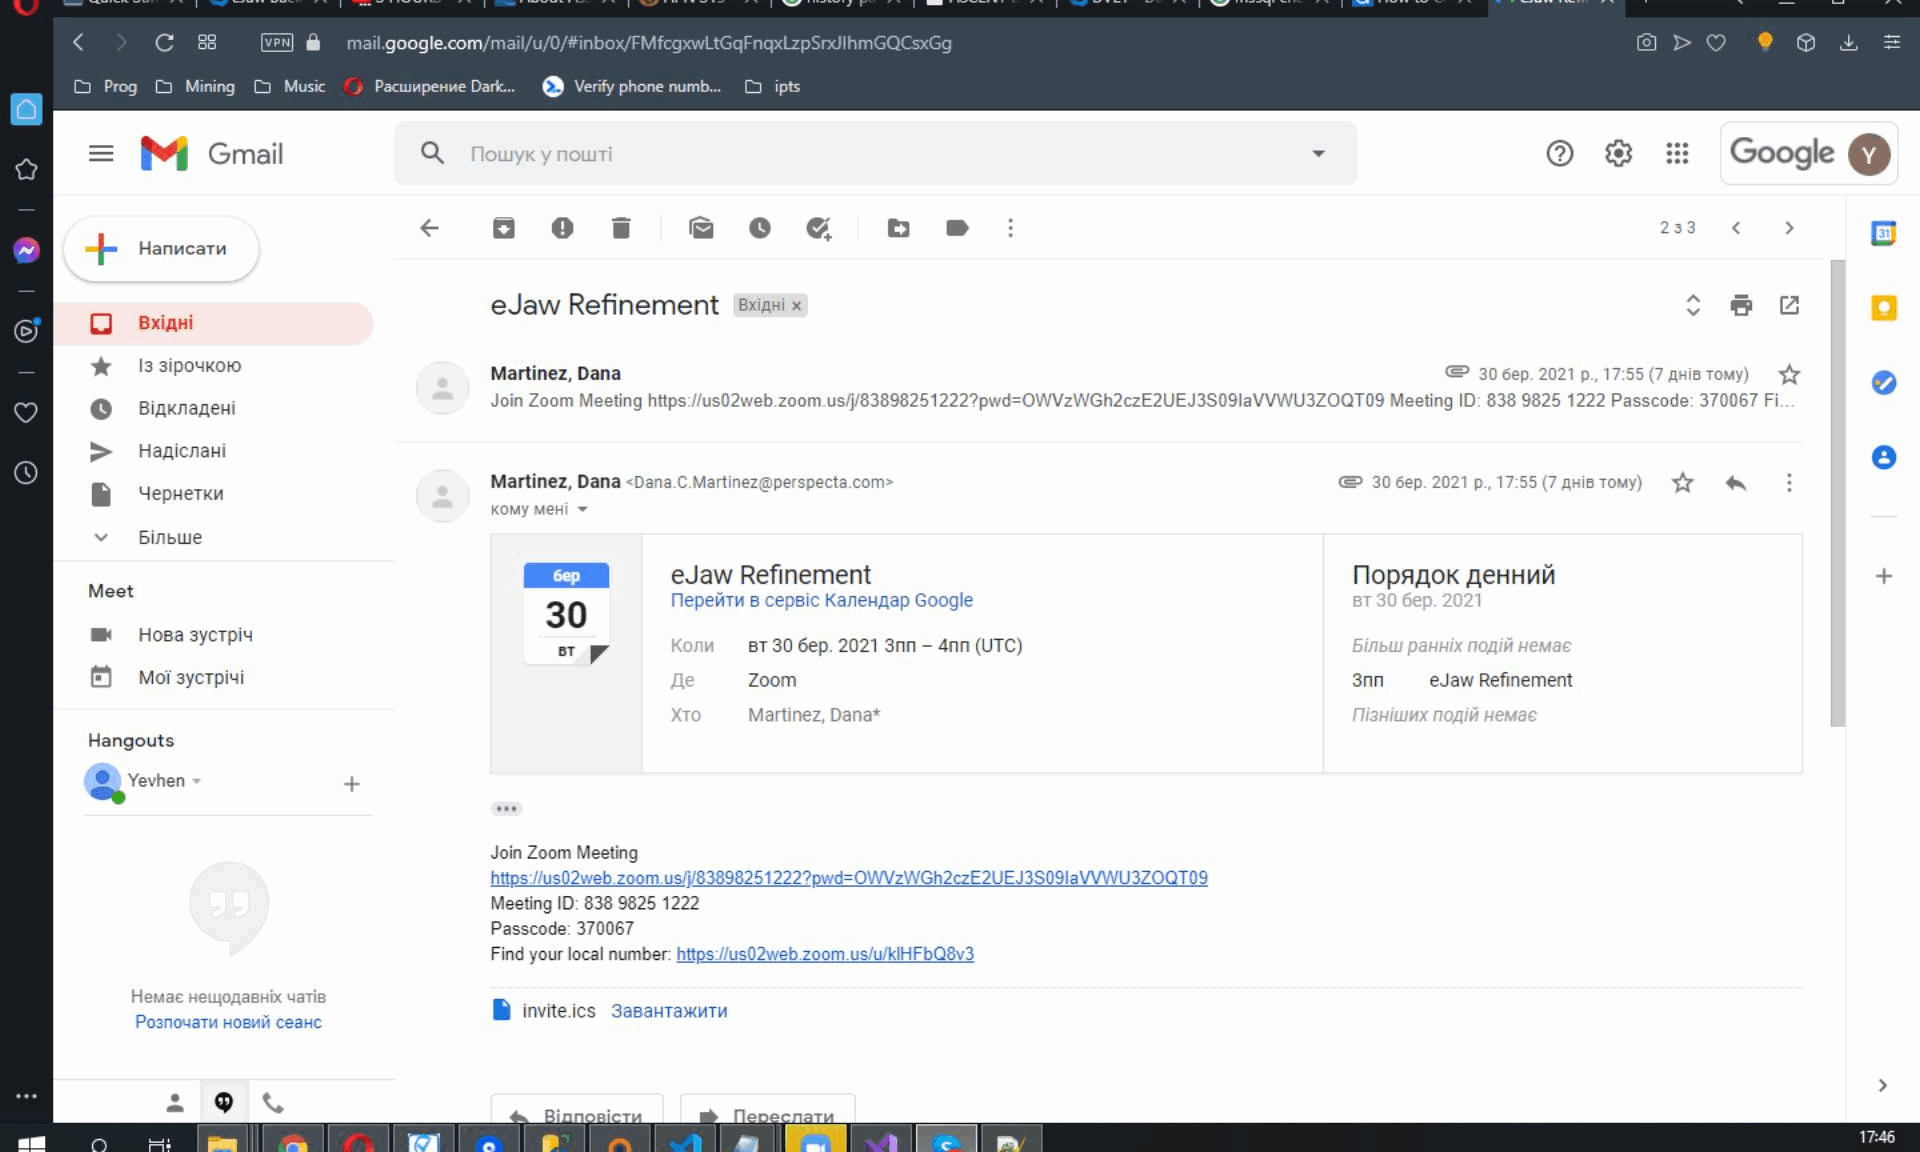 VPN
mail.google.com/mail/u/0/#inbox/FMfcgxwLtGqFnqxLzpSrxJlhmGQCsxGg
Prog
Mining
Music
Расширение Dark...
Verify phone numb...
ipts
Gmail
Пошук у пошті
Google
Y
Написати
2 з 3
31
Вхідні
Із зірочкою
Відкладені
Надіслані
Чернетки
Більше
Meet
Нова зустріч
Мої зустрічі
Hangouts
Yevhen
Немає нещодавніх чатів
Розпочати новий сеанс
eJaw Refinement
Вхідні ×
Martinez, Dana
30 бер. 2021 р., 17:55 (7 днів тому)
Join Zoom Meeting https://us02web.zoom.us/j/83898251222?pwd=OWVzWGh2czE2UEJ3S09IaVVWU3ZOQT09 Meeting ID: 838 9825 1222 Passcode: 370067 Fi...
Martinez, Dana <Dana.C.Martinez@perspecta.com>
30 бер. 2021 р., 17:55 (7 днів тому)
кому мені
бер
30
вт
eJaw Refinement
Перейти в сервіс Календар Google
Коли вт 30 бер. 2021 3пп – 4пп (UTC)
Де Zoom
Хто Martinez, Dana*
Порядок денний
вт 30 бер. 2021
Більш ранніх подій немає
3пп eJaw Refinement
Пізніших подій немає
Join Zoom Meeting
https://us02web.zoom.us/j/83898251222?pwd=OWVzWGh2czE2UEJ3S09IaVVWU3ZOQT09
Meeting ID: 838 9825 1222
Passcode: 370067
Find your local number: https://us02web.zoom.us/u/klHFbQ8v3
invite.ics Завантажити
Відповісти
Переслати
17:46